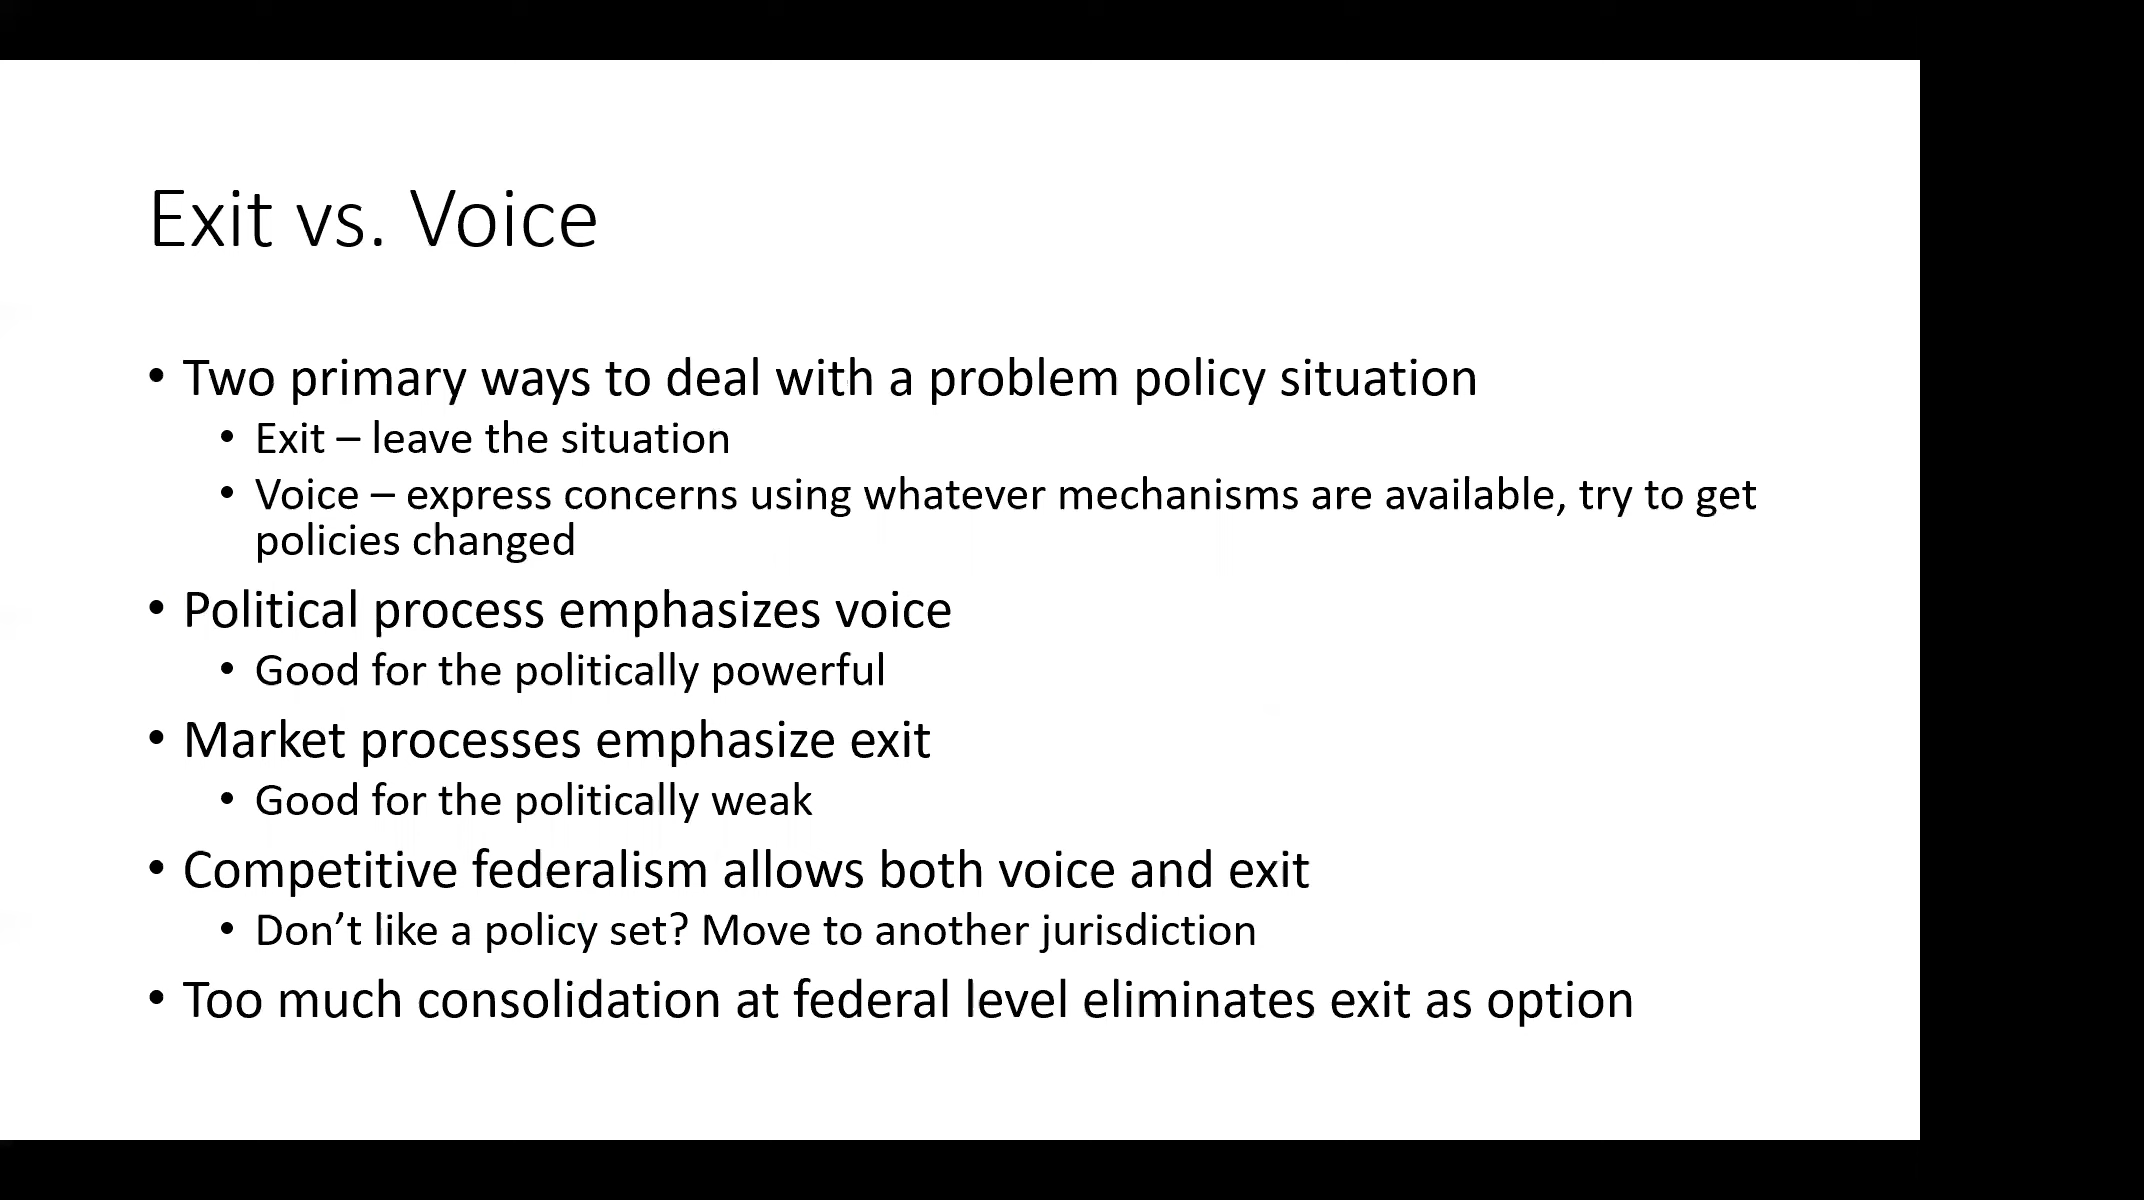 Exit vs. Voice
• Two primary ways to deal with a problem policy situation
• Exit – leave the situation
• Voice – express concerns using whatever mechanisms are available, try to get
policies changed
• Political process emphasizes voice
• Good for the politically powerful
• Market processes emphasize exit
• Good for the politically weak
• Competitive federalism allows both voice and exit
• Don’t like a policy set? Move to another jurisdiction
• Too much consolidation at federal level eliminates exit as option